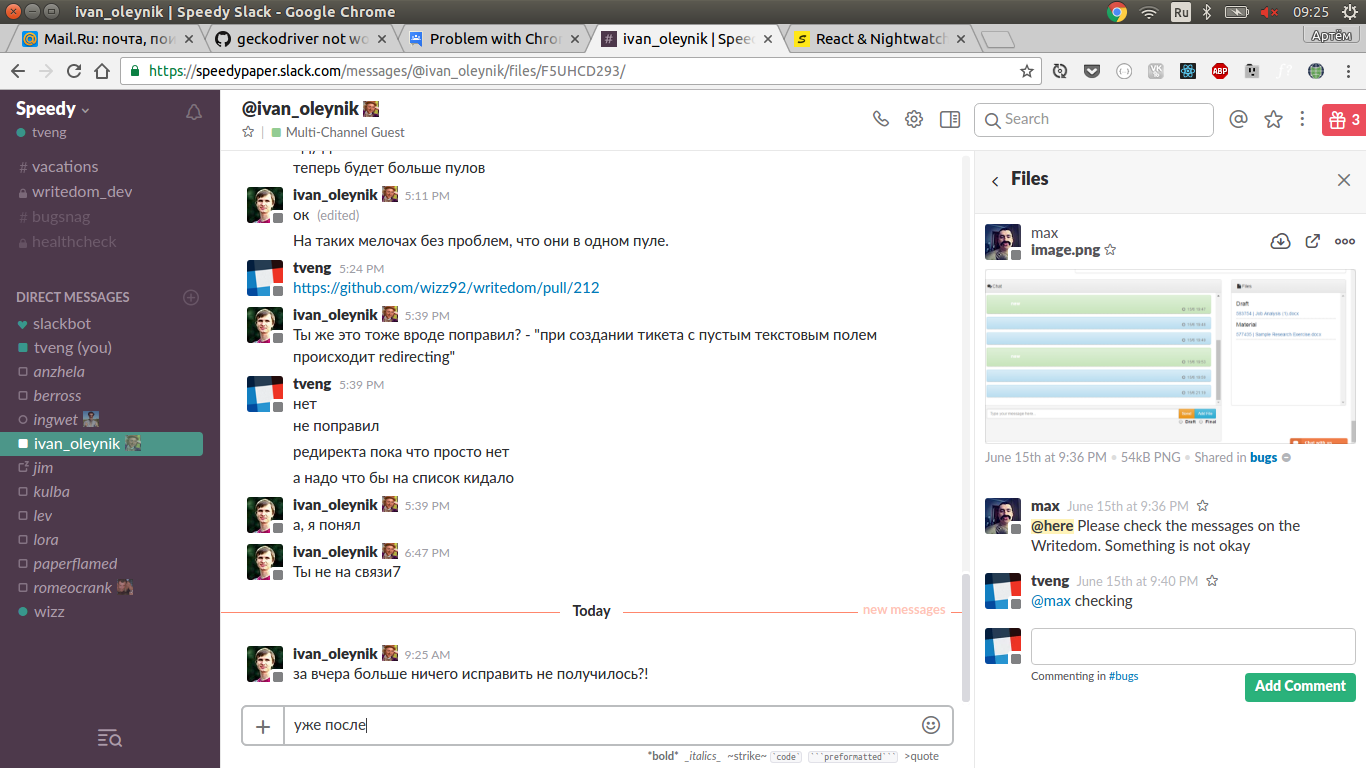 ivan_oleynik | Speedy Slack - Google Chrome
Ru
09:25
Mail.Ru: почта, пои
geckodriver not wo
Problem with Chro
ivan_oleynik | Spee
React & Nightwatch
Артём
https://speedypaper.slack.com/messages/@ivan_oleynik/files/F5UHCD293/
ABP
Speedy
tveng
# vacations
writedom_dev
# bugsnag
healthcheck
DIRECT MESSAGES
slackbot
tveng (you)
anzhela
berross
ingwet
ivan_oleynik
jim
kulba
lev
lora
paperflamed
romeocrank
wizz
@ivan_oleynik
Multi-Channel Guest
Search
3
теперь будет больше пулов
ivan_oleynik 5:11 PM
ок (edited)
На таких мелочах без проблем, что они в одном пуле.
tveng 5:24 PM
https://github.com/wizz92/writedom/pull/212
ivan_oleynik 5:39 PM
Ты же это тоже вроде поправил? - "при создании тикета с пустым текстовым полем
происходит redirecting"
tveng 5:39 PM
нет
не поправил
редиректа пока что просто нет
а надо что бы на список кидало
ivan_oleynik 5:39 PM
а, я понял
ivan_oleynik 6:47 PM
Ты не на связи7
Today
new messages
ivan_oleynik 9:25 AM
за вчера больше ничего исправить не получилось?!
уже после
*bold* _italics_ ~strike~ `code` ```preformatted``` >quote
Files
max
image.png
Chat
Files
Draft
Material
Draft Final
June 15th at 9:36 PM • 54kB PNG • Shared in bugs
max June 15th at 9:36 PM
@here Please check the messages on the
Writedom. Something is not okay
tveng June 15th at 9:40 PM
@max checking
Commenting in #bugs
Add Comment